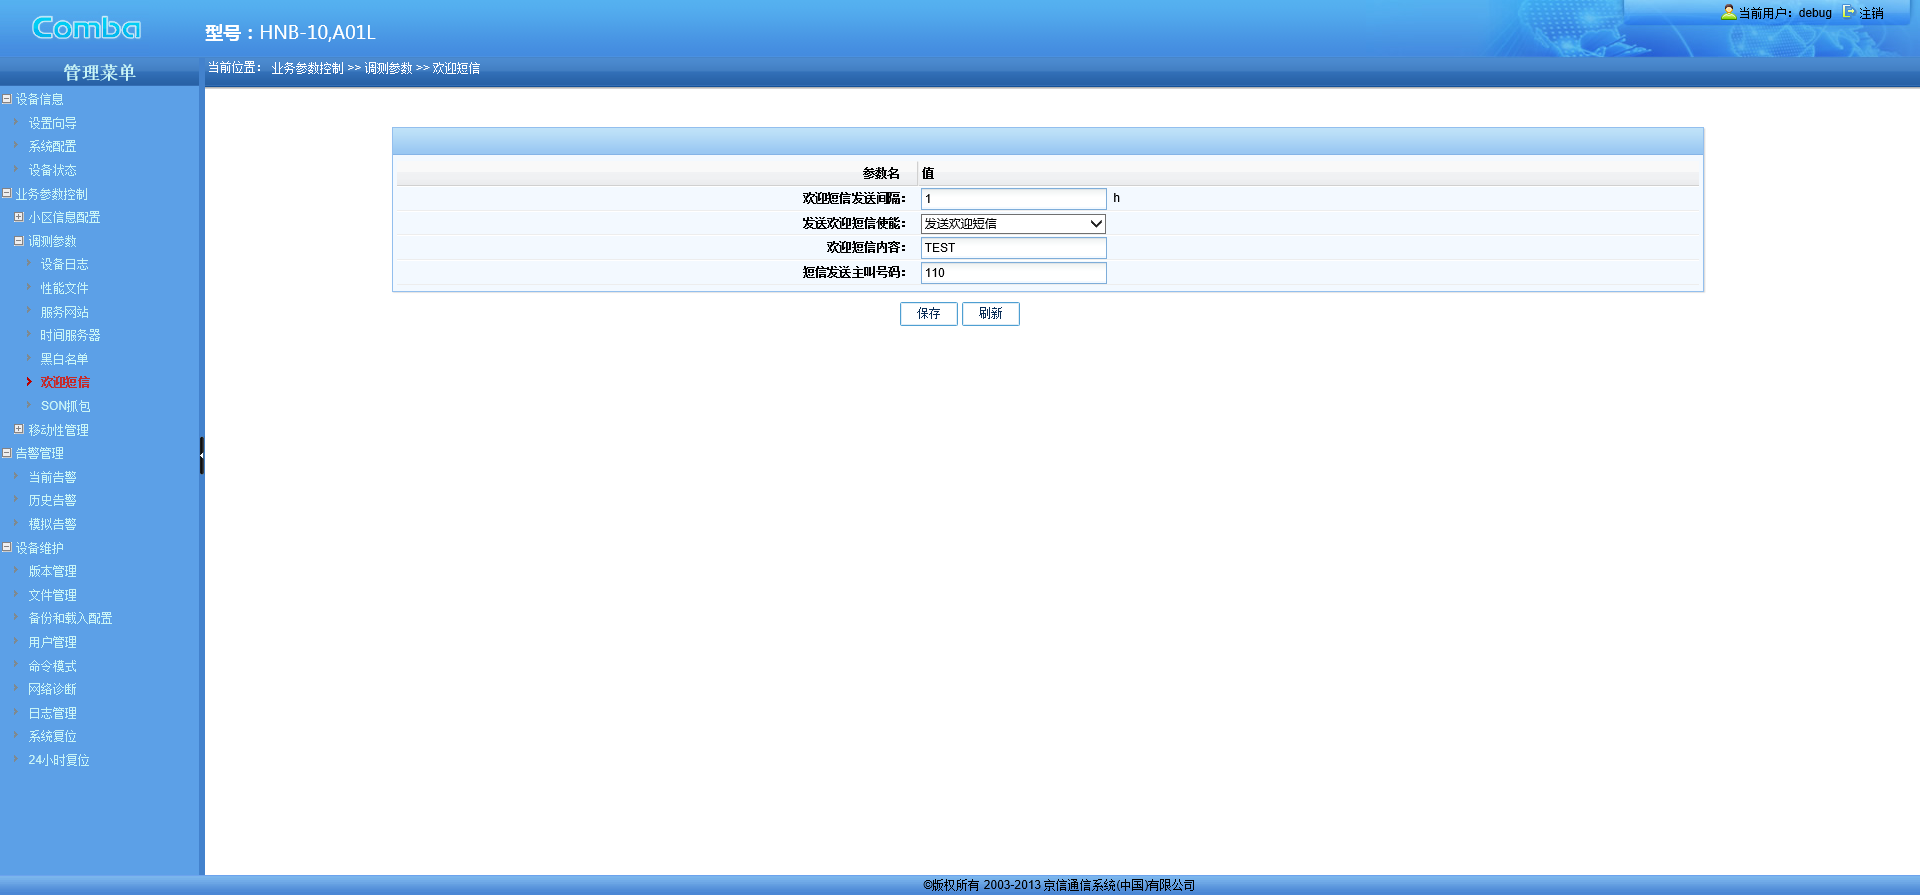 Comba
型号：HNB-10,A01L
当前用户：debug 注销
管理菜单
当前位置： 业务参数控制 >> 调测参数 >> 欢迎短信
设备信息
设置向导
系统配置
设备状态
业务参数控制
小区信息配置
调测参数
设备日志
性能文件
服务网站
时间服务器
黑白名单
欢迎短信
SON抓包
移动性管理
告警管理
当前告警
历史告警
模拟告警
设备维护
版本管理
文件管理
备份和载入配置
用户管理
命令模式
网络诊断
日志管理
系统复位
24小时复位
参数名 值
欢迎短信发送间隔： 1 h
发送欢迎短信使能： 发送欢迎短信
欢迎短信内容： TEST
短信发送主叫号码： 110
保存 刷新
©版权所有 2003-2013 京信通信系统(中国)有限公司